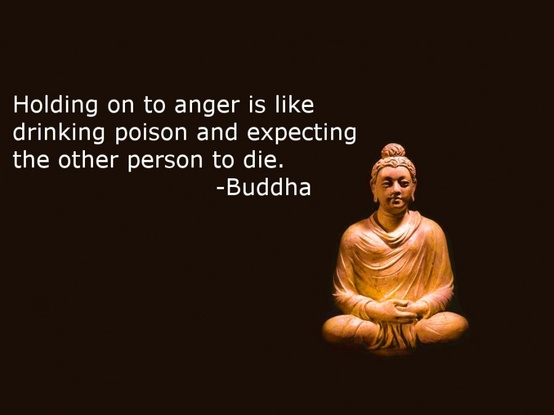 Holding on to anger is like
drinking poison and expecting
the other person to die.
-Buddha